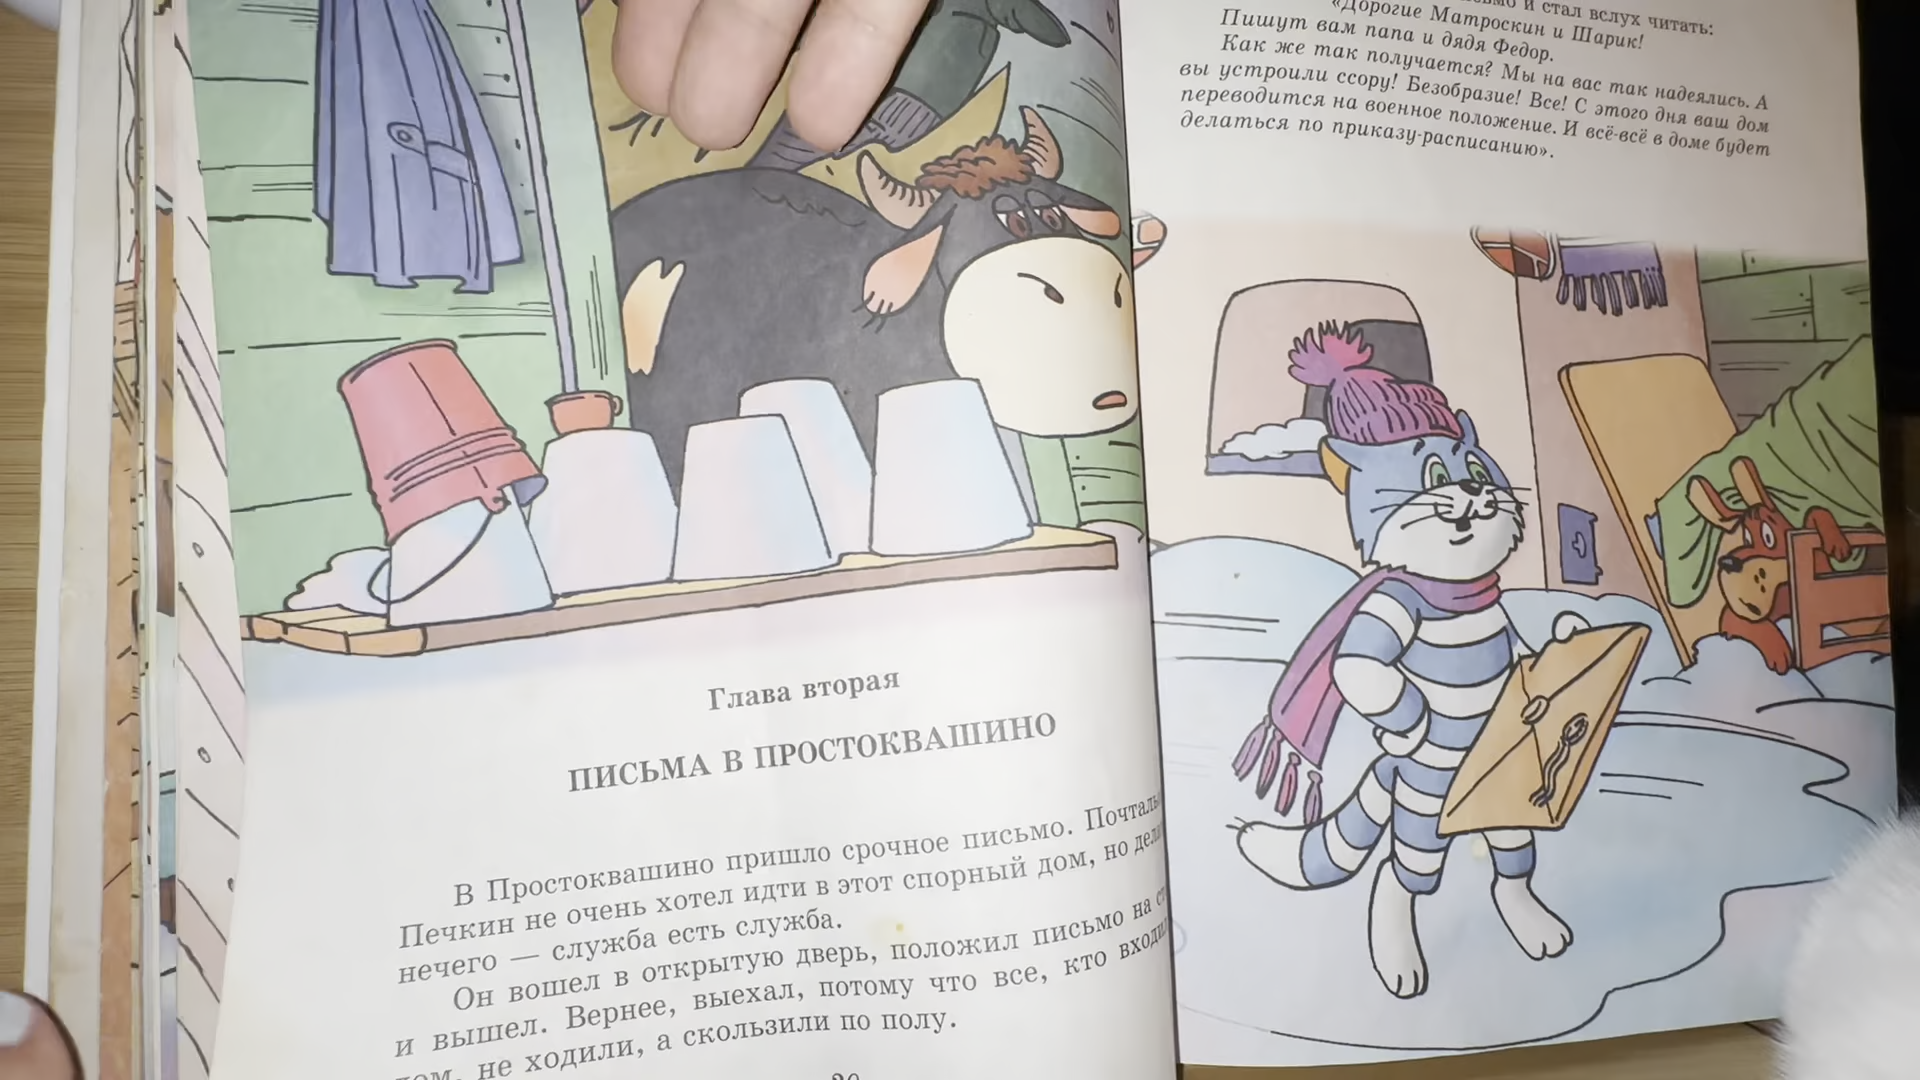 Глава вторая
ПИСЬМА В ПРОСТОКВАШИНО
В Простоквашино пришло срочное письмо.
Печкин не очень хотел идти в этот спорный дом, но
нечего — служба есть служба.
Он вошел в открытую дверь, положил письмо на
и вышел. Вернее, выехал, потому что все, кто
не ходили, а скользили по полу.
и стал вслух читать:
«Дорогие Матроскин и Шарик!
Пишут вам папа и дядя Федор.
Как же так получается? Мы на вас так надеялись. А
вы устроили ссору! Безобразие! Все! С этого дня ваш дом
переводится на военное положение. И всё-всё в доме будет
делаться по приказу-расписанию».